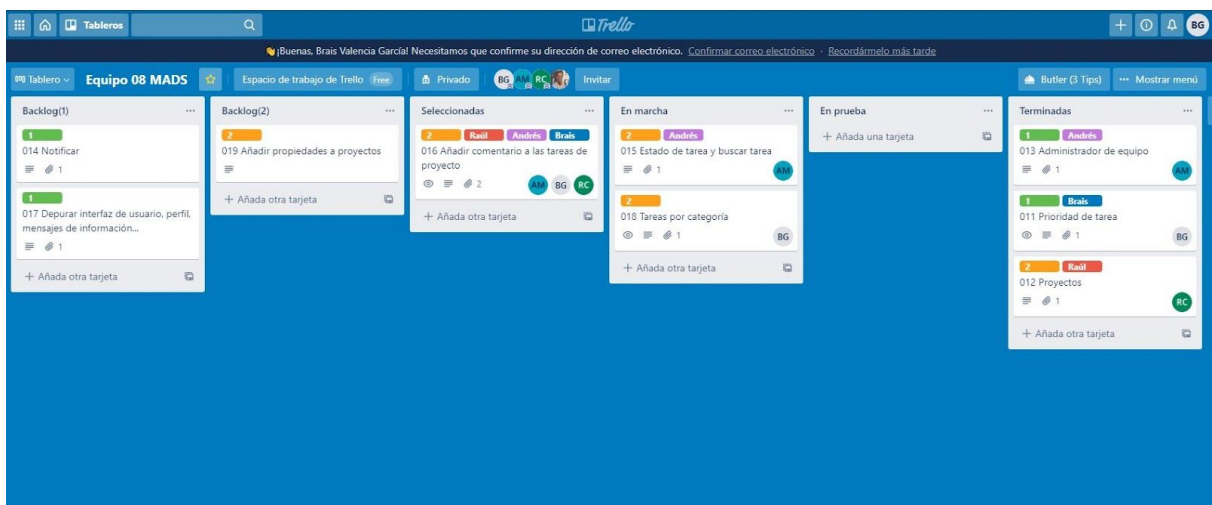 Tableros
Trello
BG
¡Buenas, Brais Valencia García! Necesitamos que confirme su dirección de correo electrónico. Confirmar correo electrónico · Recordármelo más tarde
Tablero
Equipo 08 MADS
Espacio de trabajo de Trello Free
Privado
BG AM RC
Invitar
Butler (3 Tips)
... Mostrar menú
Backlog(1) ...
1
014 Notificar
1
1
017 Depurar interfaz de usuario, perfil,
mensajes de información...
1
+ Añada otra tarjeta
Backlog(2) ...
2
019 Añadir propiedades a proyectos
+ Añada otra tarjeta
Seleccionadas ...
2 Raúl Andrés Brais
016 Añadir comentario a las tareas de
proyecto
2 AM BG RC
+ Añada otra tarjeta
En marcha ...
2 Andrés
015 Estado de tarea y buscar tarea
1 AM
2
018 Tareas por categoría
1 BG
+ Añada otra tarjeta
En prueba ...
+ Añada una tarjeta
Terminadas ...
1 Andrés
013 Administrador de equipo
1 AM
1 Brais
011 Prioridad de tarea
1 BG
2 Raúl
012 Proyectos
1 RC
+ Añada otra tarjeta